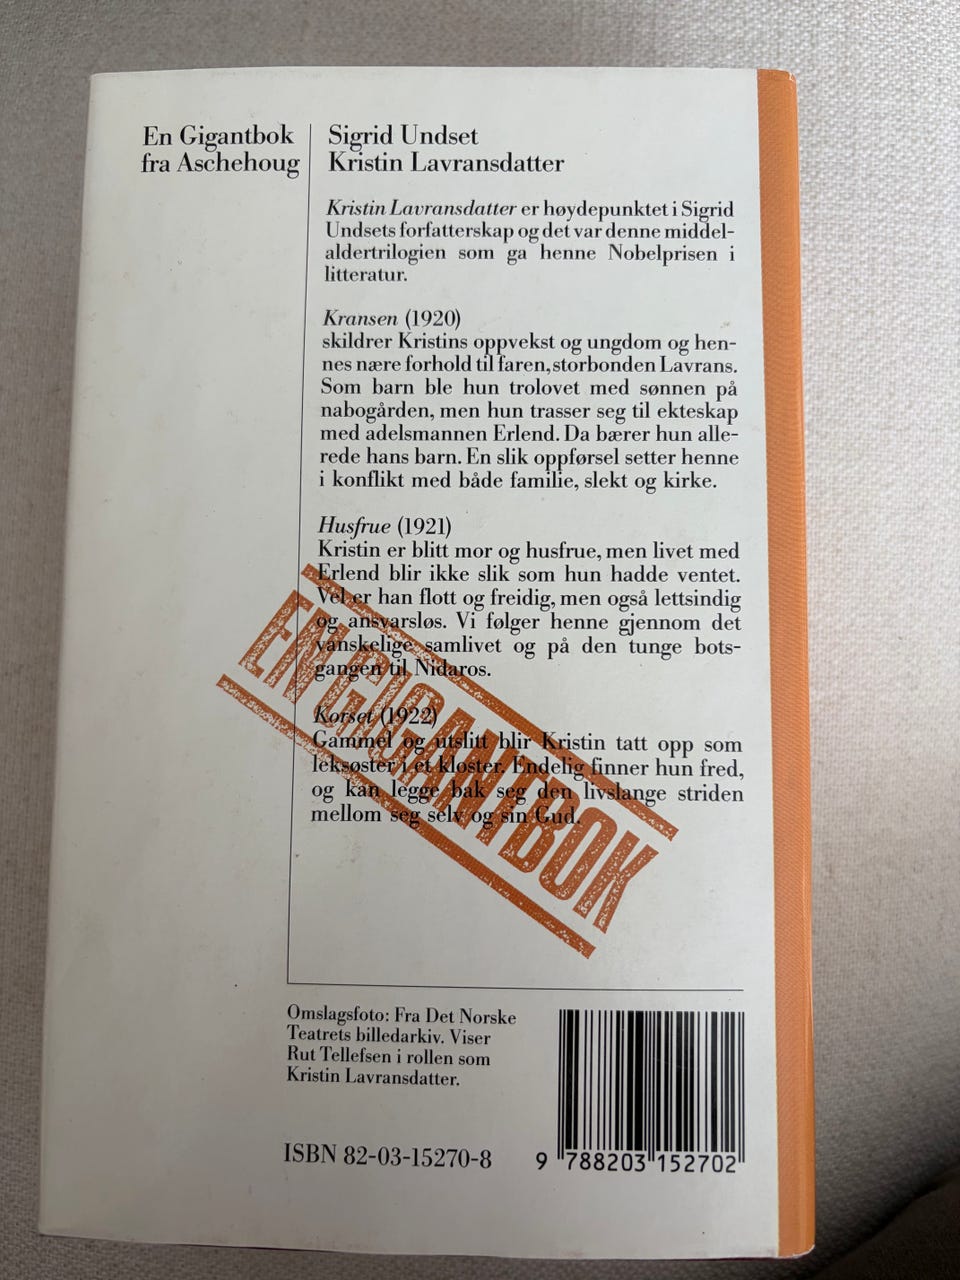 En Gigantbok
fra Aschehoug
Sigrid Undset
Kristin Lavransdatter
Kristin Lavransdatter er høydepunktet i Sigrid
Undsets forfatterskap og det var denne middel-
aldertrilogien som ga henne Nobelprisen i
litteratur.
Kransen (1920)
skildrer Kristins oppvekst og ungdom og hen-
nes nære forhold til faren, storbonden Lavrans.
Som barn ble hun trolovet med sønnen på
nabogården, men hun trasser seg til ekteskap
med adelsmannen Erlend. Da bærer hun alle-
rede hans barn. En slik oppførsel setter henne
i konflikt med både familie, slekt og kirke.
Husfrue (1921)
Kristin er blitt mor og husfrue, men livet med
Erlend blir ikke slik som hun hadde ventet.
Vel er han flott og freidig, men også lettsindig
og ansvarsløs. Vi følger henne gjennom det
vanskelige samlivet og på den tunge bots-
gangen til Nidaros.
Korset (1922)
Gammel og utslitt blir Kristin tatt opp som
leksøster i et kloster. Endelig finner hun fred,
og kan legge bak seg den livslange striden
mellom seg selv og sin Gud.
EN GIGANTBOK
Omslagsfoto: Fra Det Norske
Teatrets billedarkiv. Viser
Rut Tellefsen i rollen som
Kristin Lavransdatter.
ISBN 82-03-15270-8
9 788203 152702